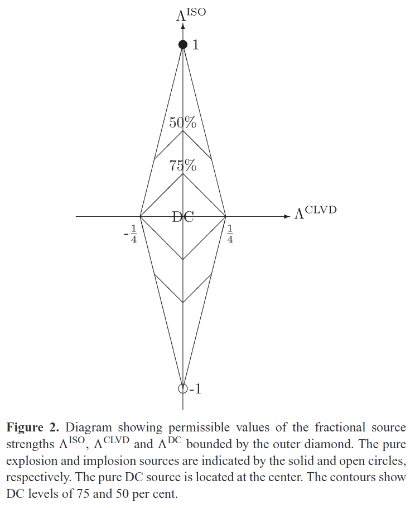 Λ^ISO
1
50%
75%
DC
Λ^CLVD
-1/4
1/4
-1
Figure 2. Diagram showing permissible values of the fractional source
strengths Λ^ISO, Λ^CLVD and Λ^DC bounded by the outer diamond. The pure
explosion and implosion sources are indicated by the solid and open circles,
respectively. The pure DC source is located at the center. The contours show
DC levels of 75 and 50 per cent.